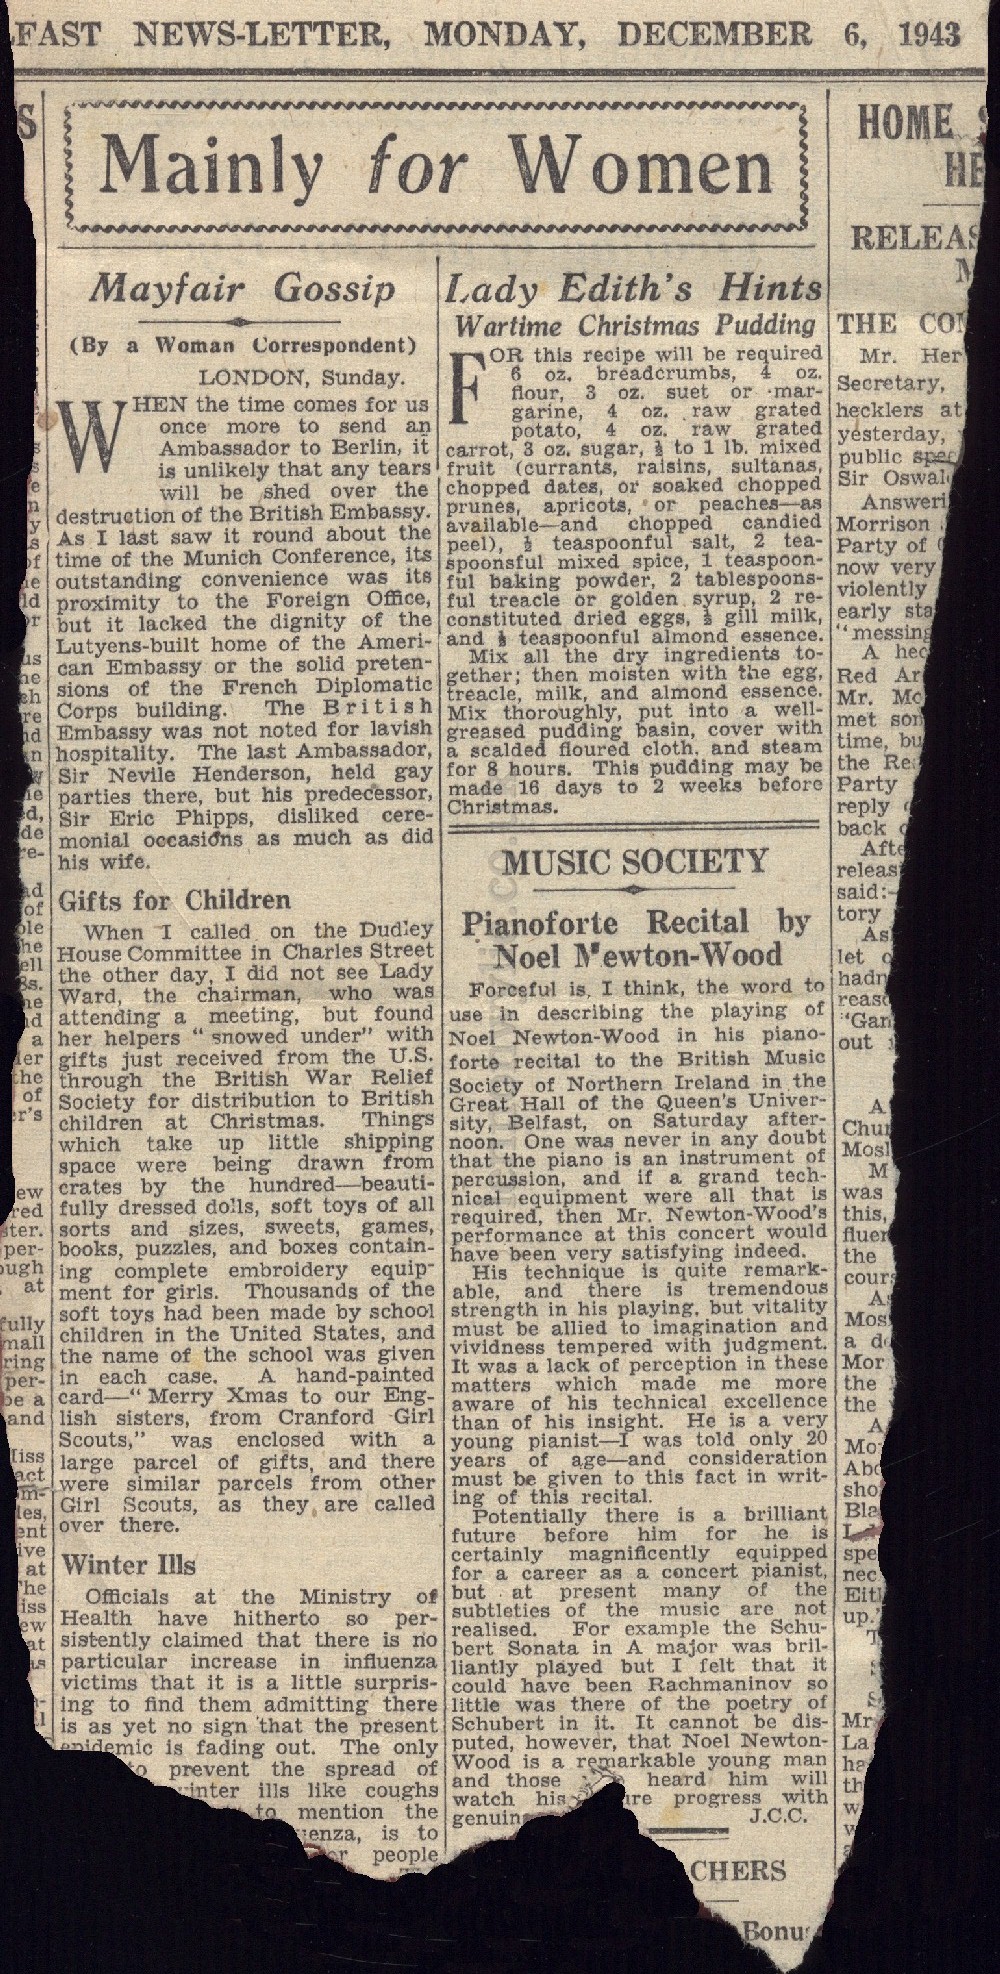 FAST NEWS-LETTER, MONDAY, DECEMBER 6, 1943
Mainly for Women
Mayfair Gossip
(By a Woman Correspondent)
LONDON, Sunday.
WHEN the time comes for us
once more to send an
Ambassador to Berlin, it
is unlikely that any tears
will be shed over the
destruction of the British Embassy.
As I last saw it round about the
time of the Munich Conference, its
outstanding convenience was its
proximity to the Foreign Office,
but it lacked the dignity of the
Lutyens-built home of the Ameri-
can Embassy or the solid preten-
sions of the French Diplomatic
Corps building. The British
Embassy was not noted for lavish
hospitality. The last Ambassador,
Sir Nevile Henderson, held gay
parties there, but his predecessor,
Sir Eric Phipps, disliked cere-
monial occasions as much as did
his wife.
Gifts for Children
When I called on the Dudley
House Committee in Charles Street
the other day, I did not see Lady
Ward, the chairman, who was
attending a meeting, but found
her helpers "snowed under" with
gifts just received from the U.S.
through the British War Relief
Society for distribution to British
children at Christmas. Things
which take up little shipping
space were being drawn from
crates by the hundred—beauti-
fully dressed dolls, soft toys of all
sorts and sizes, sweets, games,
books, puzzles, and boxes contain-
ing complete embroidery equip-
ment for girls. Thousands of the
soft toys had been made by school
children in the United States, and
the name of the school was given
in each case. A hand-painted
card—"Merry Xmas to our Eng-
lish sisters, from Cranford Girl
Scouts," was enclosed with a
large parcel of gifts, and there
were similar parcels from other
Girl Scouts, as they are called
over there.
Winter Ills
Officials at the Ministry of
Health have hitherto so per-
sistently claimed that there is no
particular increase in influenza
victims that it is a little surpris-
ing to find them admitting there
is as yet no sign that the present
epidemic is fading out. The only
to prevent the spread of
winter ills like coughs
to mention the
is to
people
Lady Edith's Hints
Wartime Christmas Pudding
FOR this recipe will be required
6 oz. breadcrumbs, 4 oz.
flour, 3 oz. suet or mar-
garine, 4 oz. raw grated
potato, 4 oz. raw grated
carrot, 3 oz. sugar, to 1 lb. mixed
fruit (currants, raisins, sultanas,
chopped dates, or soaked chopped
prunes, apricots, or peaches—as
available—and chopped candied
peel), ½ teaspoonful salt, 2 tea-
spoonsful mixed spice, 1 teaspoon-
ful baking powder, 2 tablespoons-
ful treacle or golden syrup, 2 re-
constituted dried eggs, gill milk,
and teaspoonful almond essence.
Mix all the dry ingredients to-
gether; then moisten with the egg,
treacle, milk, and almond essence.
Mix thoroughly, put into a well-
greased pudding basin, cover with
a scalded floured cloth, and steam
for 8 hours. This pudding may be
made 16 days to 2 weeks before
Christmas.
MUSIC SOCIETY
Pianoforte Recital by
Noel Mewton-Wood
Forceful is, I think, the word to
use in describing the playing of
Noel Newton-Wood in his piano-
forte recital to the British Music
Society of Northern Ireland in the
Great Hall of the Queen's Univer-
sity, Belfast, on Saturday after-
noon. One was never in any doubt
that the piano is an instrument of
percussion, and if a grand tech-
nical equipment were all that is
required, then Mr. Newton-Wood's
performance at this concert would
have been very satisfying indeed.
His technique is quite remark-
able, and there is tremendous
strength in his playing, but vitality
must be allied to imagination and
vividness tempered with judgment.
It was a lack of perception in these
matters which made me more
aware of his technical excellence
than of his insight. He is a very
young pianist—I was told only 20
years of age—and consideration
must be given to this fact in writ-
ing of this recital.
Potentially there is a brilliant
future before him for he is
certainly magnificently equipped
for a career as a concert pianist,
but at present many of the
subtleties of the music are not
realised. For example the Schu-
bert Sonata in A major was bril-
liantly played but I felt that it
could have been Rachmaninov so
little was there of the poetry of
Schubert in it. It cannot be dis-
puted, however, that Noel Newton-
Wood is a remarkable young man
and those heard him will
watch his progress with
J.C.C.
CHERS
Bonu
HOME
HE
RELEAS
THE CO
Mr. Her
Secretary,
hecklers at
yesterday,
public
Sir Oswal
Answeri
Morrison
Party of
now very
violently
early sta
"messing
A hec
Red Ar
Mr. Mo
met som
time, bu
the Red
Party
reply
back
Afte
releas
said:—
tory
As
let
hadn
reaso
"Gar
out
A
Chur
Mosl
M
was
this,
fluen
the
cours
A
Mos
a de
Mor
the
the
A
Mo
Abo
sho
Bla
spe
nec
Eith
up."
Mr
La
ha
th